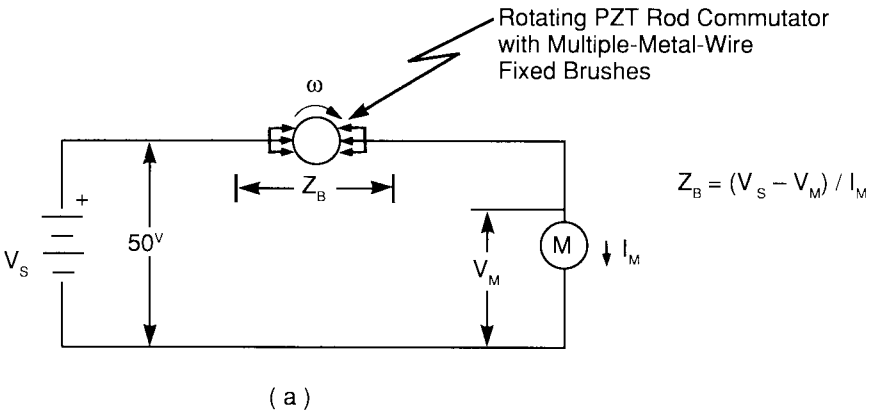 Rotating PZT Rod Commutator
with Multiple-Metal-Wire
Fixed Brushes
ω
Z_B
Z_B = (V_S – V_M) / I_M
+
50^V
V_S
V_M
M
I_M
( a )